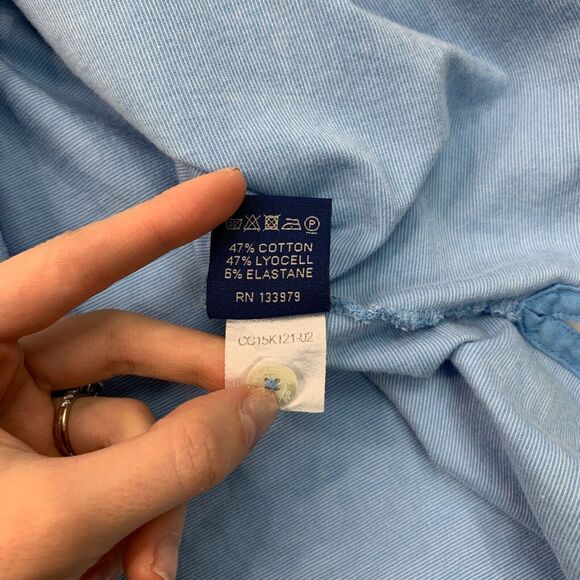 P
47% COTTON
47% LYOCELL
6% ELASTANE
RN 133979
CC15K121-02